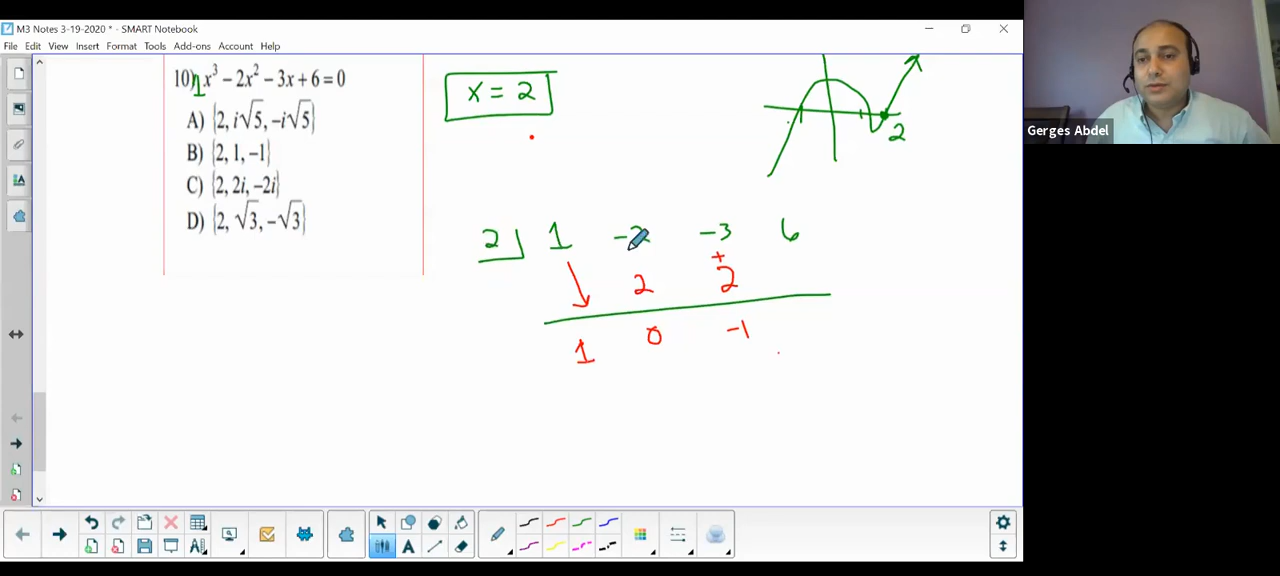 M3 Notes 3-19-2020 * - SMART Notebook
File Edit View Insert Format Tools Add-ons Account Help
10) 1x³ − 2x² − 3x + 6 = 0
A) {2, i√5, −i√5}
B) {2, 1, −1}
C) {2, 2i, −2i}
D) {2, √3, −√3}
x = 2
2
2 1 −2 −3 6
+
2 2
1 0 −1
Gerges Abdel